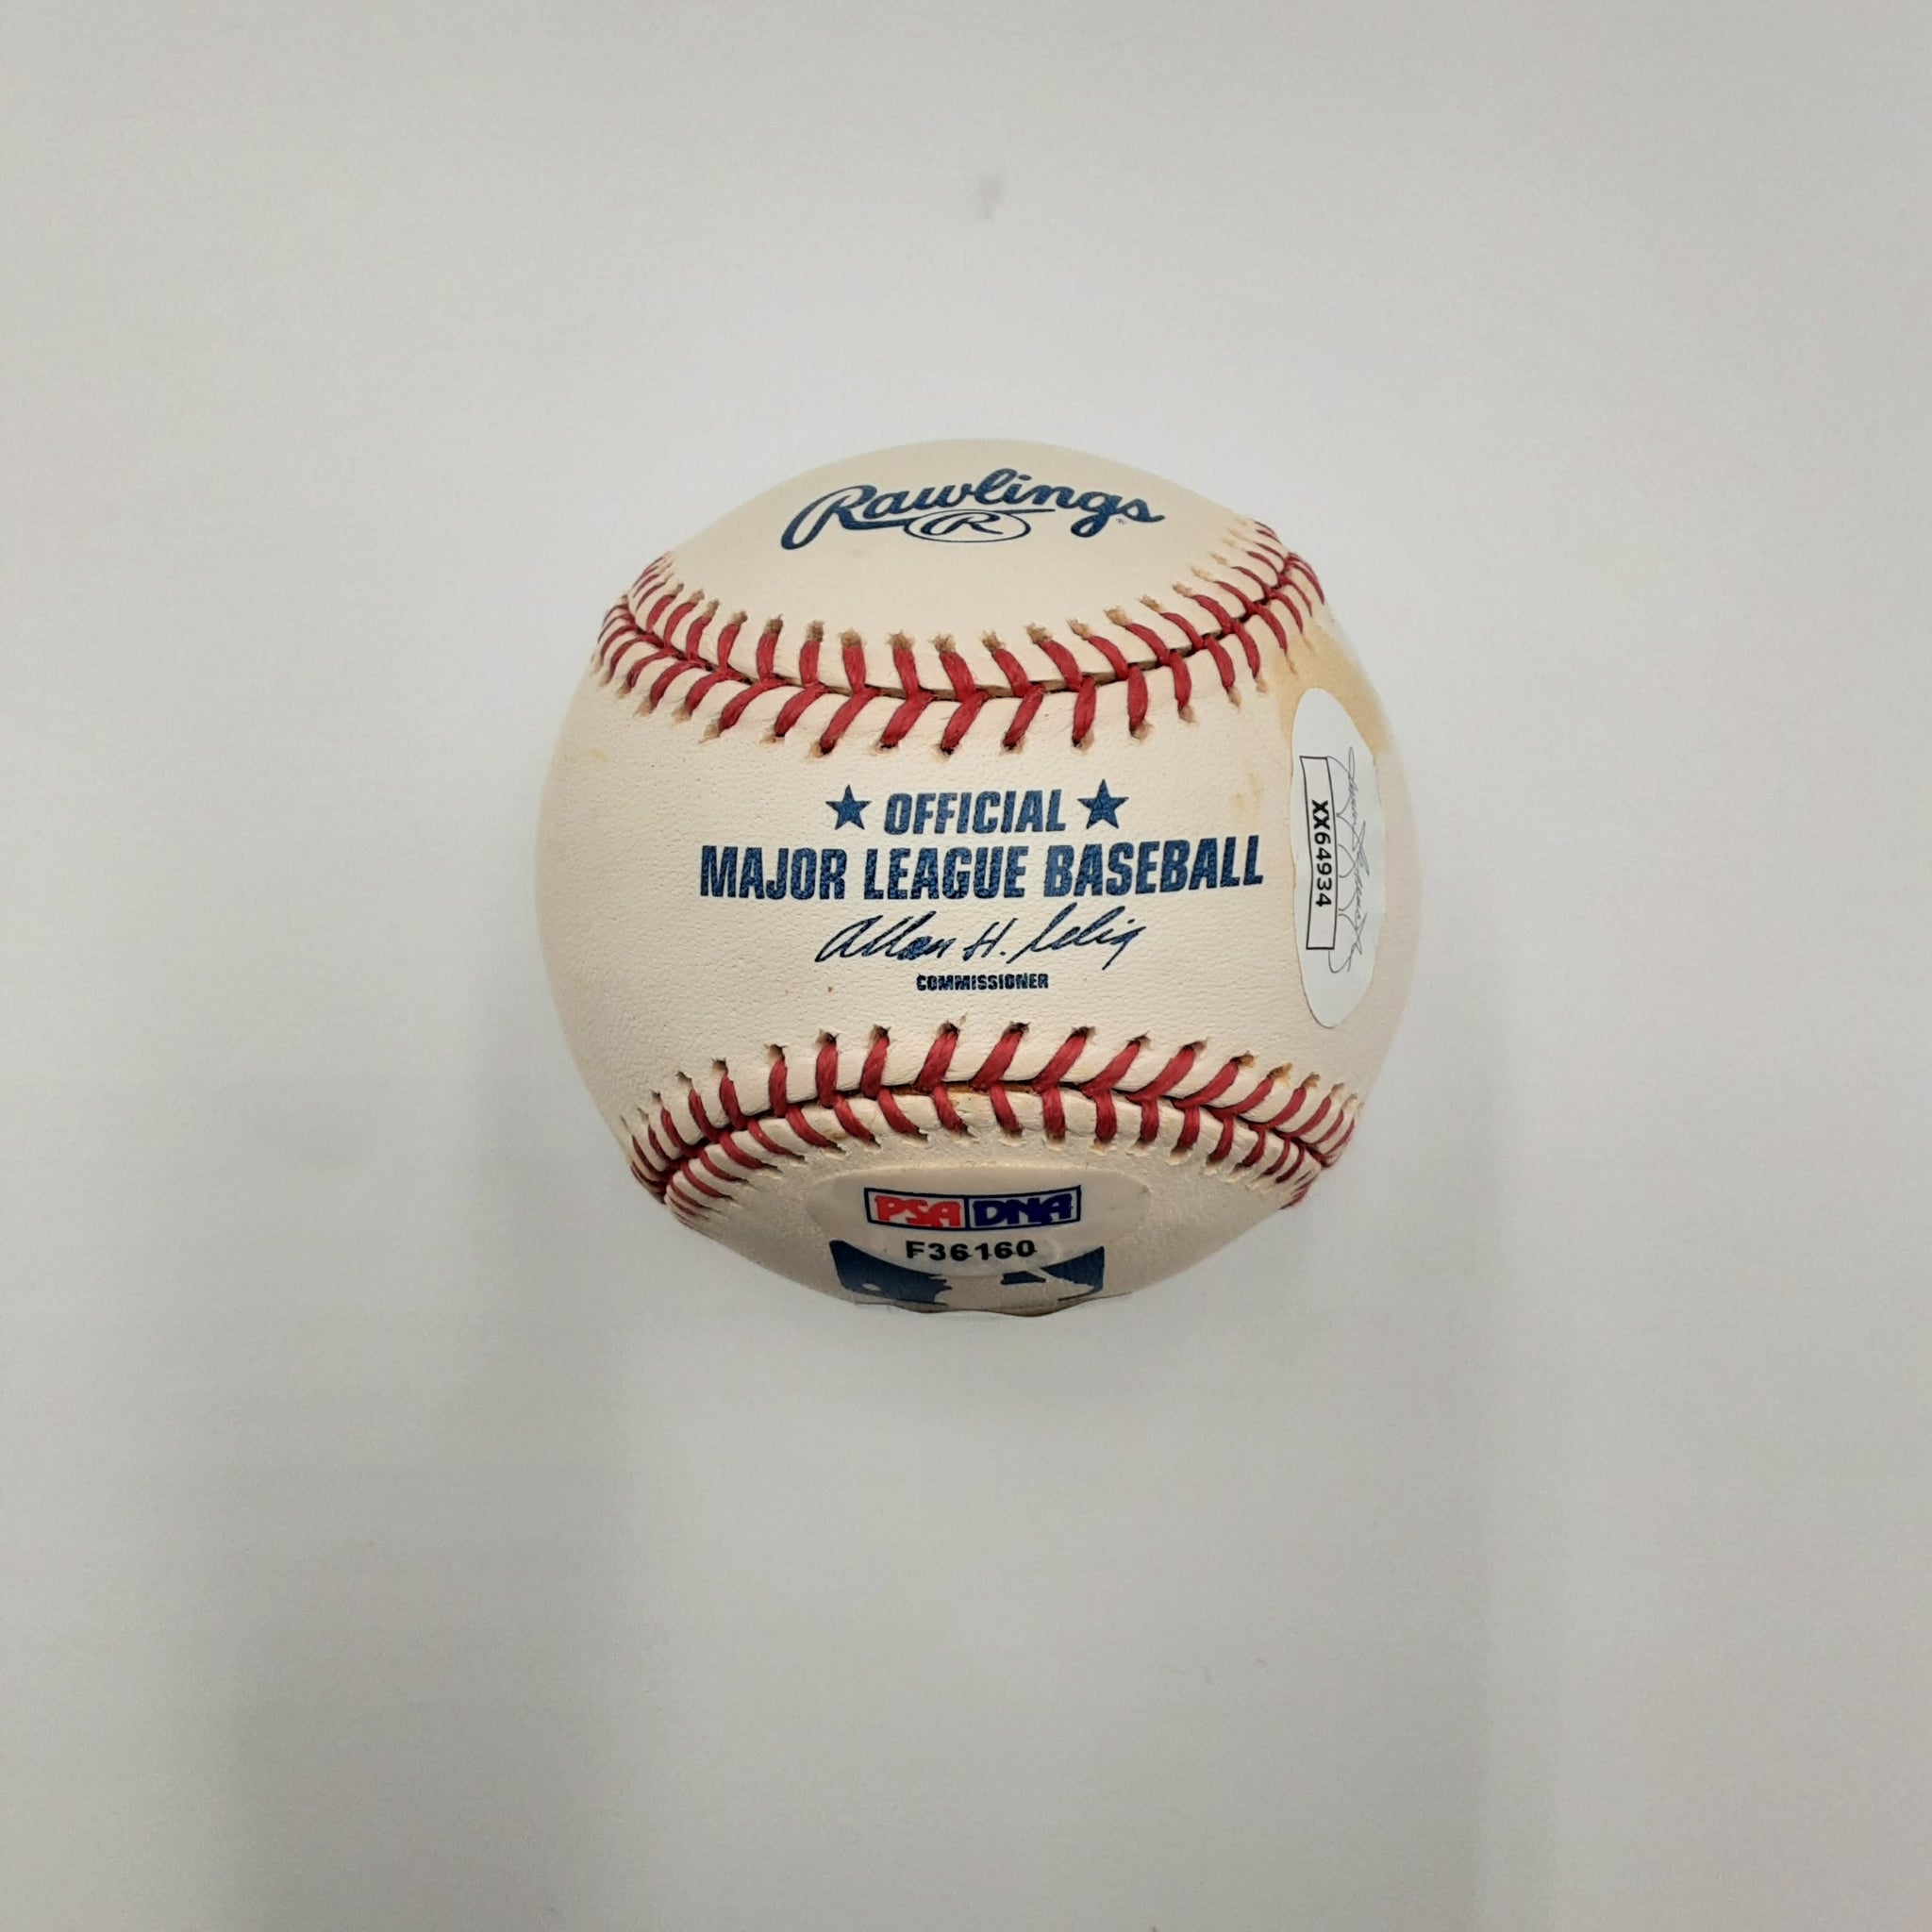 Rawlings
R
★ OFFICIAL ★
MAJOR LEAGUE BASEBALL
Allan H. Selig
COMMISSIONER
XX64934
PSA DNA
F36160